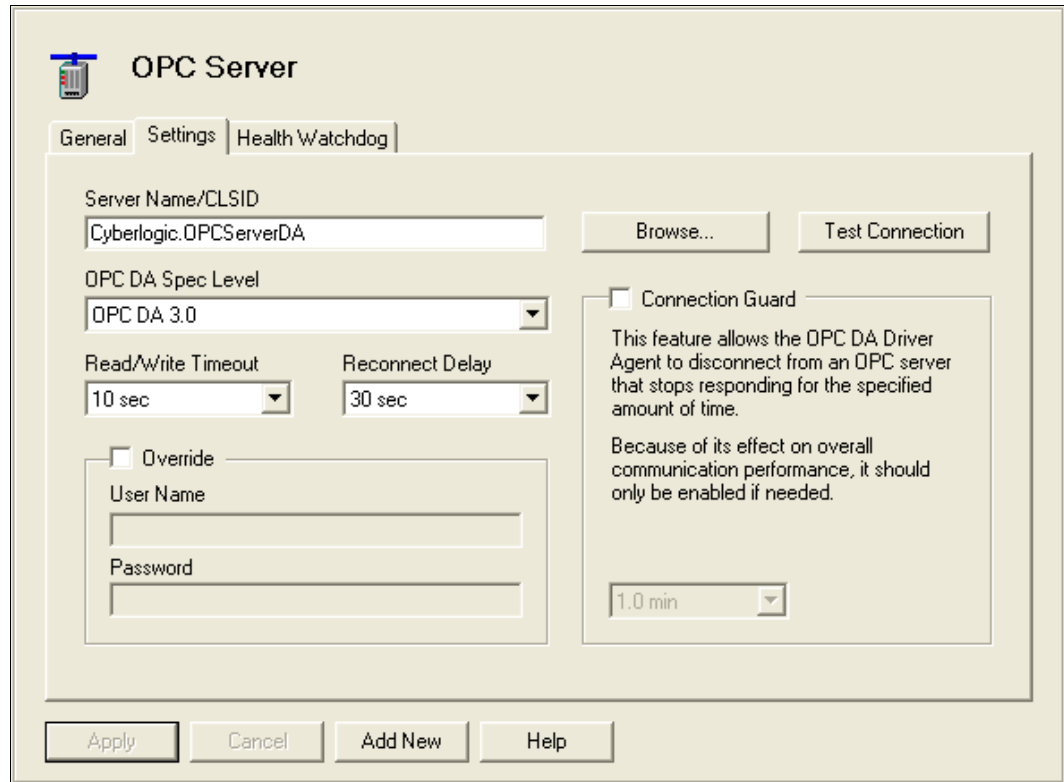 OPC Server
General Settings Health Watchdog
Server Name/CLSID
Cyberlogic.OPCServerDA
Browse... Test Connection
OPC DA Spec Level
OPC DA 3.0
Read/Write Timeout Reconnect Delay
10 sec 30 sec
Override
User Name
Password
Connection Guard
This feature allows the OPC DA Driver
Agent to disconnect from an OPC server
that stops responding for the specified
amount of time.
Because of its effect on overall
communication performance, it should
only be enabled if needed.
1.0 min
Apply Cancel Add New Help